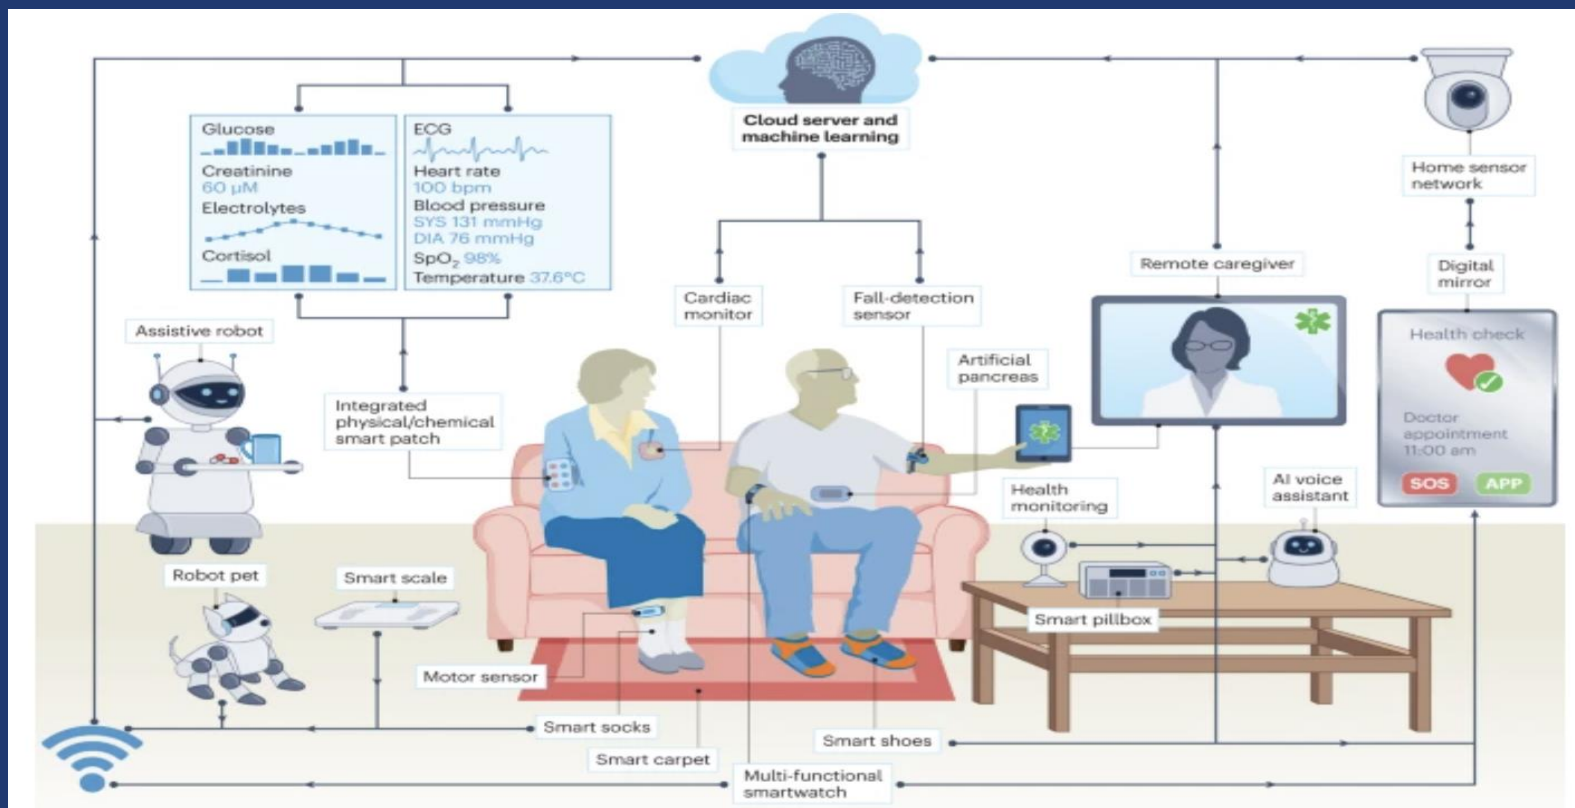 Cloud server and
machine learning
Glucose
Creatinine
60 µM
Electrolytes
Cortisol
ECG
Heart rate
100 bpm
Blood pressure
SYS 131 mmHg
DIA 76 mmHg
SpO₂ 98%
Temperature 37.6°C
Home sensor
network
Remote caregiver
Digital
mirror
Cardiac
monitor
Fall-detection
sensor
Assistive robot
Artificial
pancreas
Health check
Integrated
physical/chemical
smart patch
Doctor
appointment
11:00 am
SOS
APP
Health
monitoring
AI voice
assistant
Robot pet
Smart scale
Smart pillbox
Motor sensor
Smart socks
Smart carpet
Smart shoes
Multi-functional
smartwatch